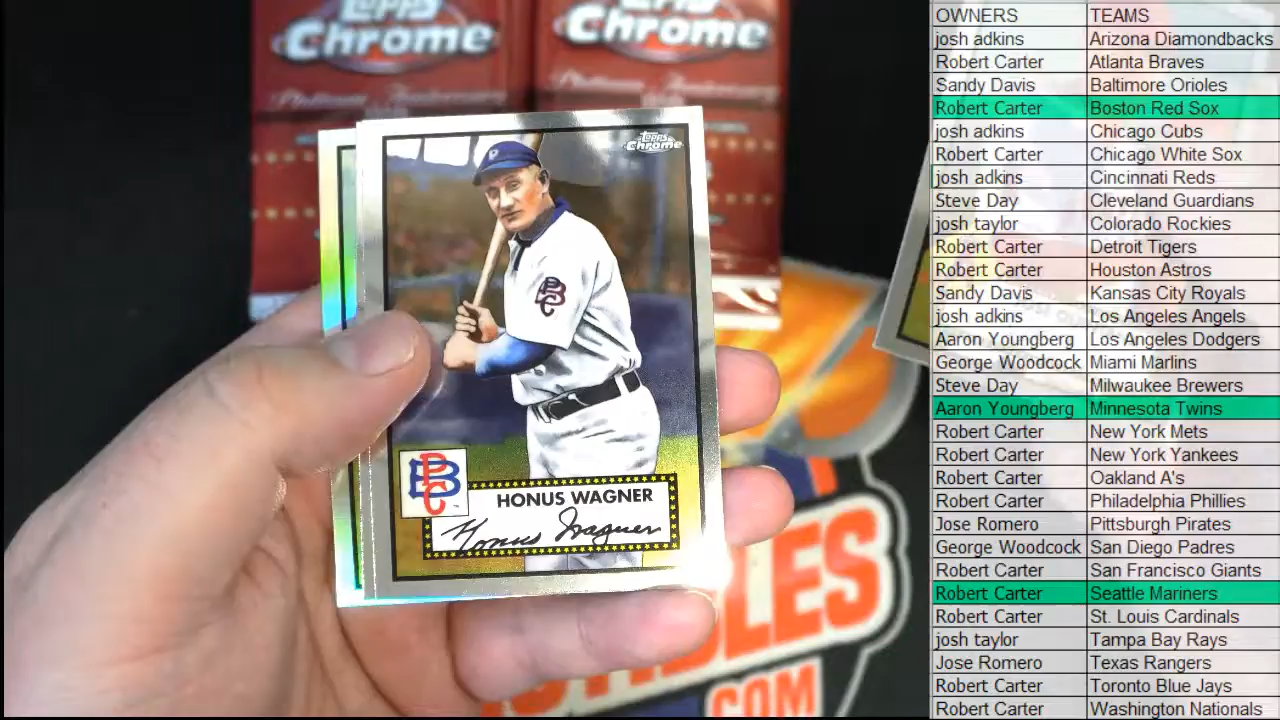 Topps
Chrome
Chrome
Topps
Chrome
P
PBC
PBC
HONUS WAGNER
Honus Wagner
.COM
OWNERS TEAMS
josh adkins Arizona Diamondbacks
Robert Carter Atlanta Braves
Sandy Davis Baltimore Orioles
Robert Carter Boston Red Sox
josh adkins Chicago Cubs
Robert Carter Chicago White Sox
josh adkins Cincinnati Reds
Steve Day Cleveland Guardians
josh taylor Colorado Rockies
Robert Carter Detroit Tigers
Robert Carter Houston Astros
Sandy Davis Kansas City Royals
josh adkins Los Angeles Angels
Aaron Youngberg Los Angeles Dodgers
George Woodcock Miami Marlins
Steve Day Milwaukee Brewers
Aaron Youngberg Minnesota Twins
Robert Carter New York Mets
Robert Carter New York Yankees
Robert Carter Oakland A's
Robert Carter Philadelphia Phillies
Jose Romero Pittsburgh Pirates
George Woodcock San Diego Padres
Robert Carter San Francisco Giants
Robert Carter Seattle Mariners
Robert Carter St. Louis Cardinals
josh taylor Tampa Bay Rays
Jose Romero Texas Rangers
Robert Carter Toronto Blue Jays
Robert Carter Washington Nationals